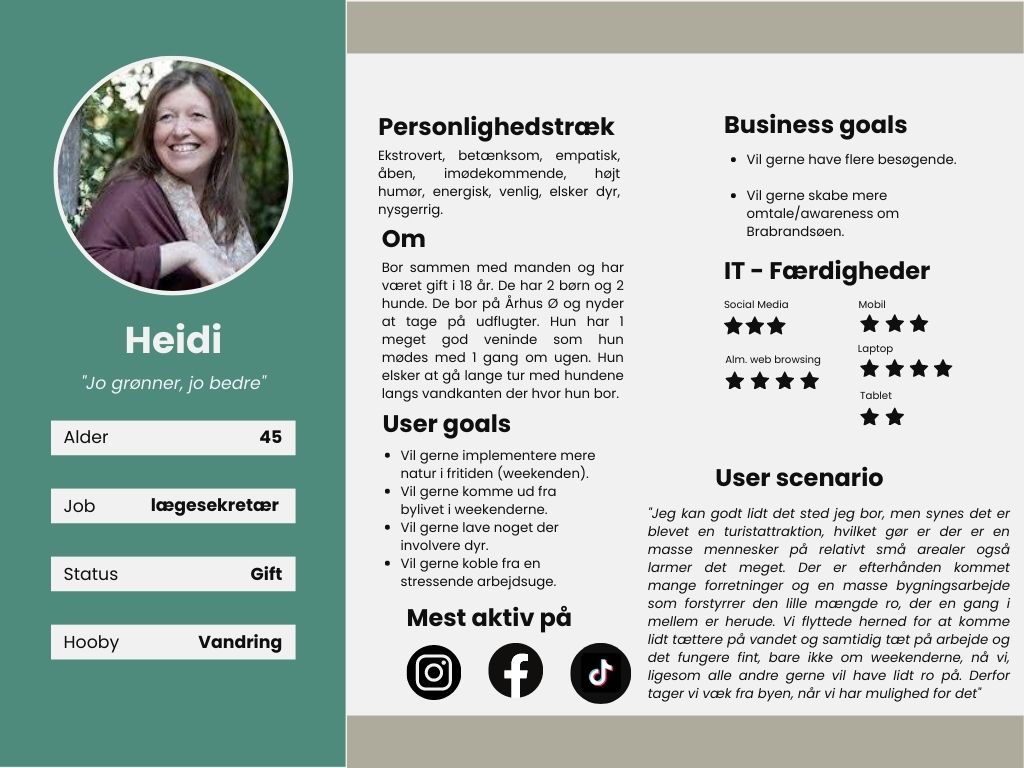 Heidi
"Jo grønner, jo bedre"
Alder 45
Job lægesekretær
Status Gift
Hooby Vandring
Personlighedstræk
Ekstrovert, betænksom, empatisk,
åben, imødekommende, højt
humør, energisk, venlig, elsker dyr,
nysgerrig.
Om
Bor sammen med manden og har
været gift i 18 år. De har 2 børn og 2
hunde. De bor på Århus Ø og nyder
at tage på udflugter. Hun har 1
meget god veninde som hun
mødes med 1 gang om ugen. Hun
elsker at gå lange tur med hundene
langs vandkanten der hvor hun bor.
User goals
• Vil gerne implementere mere
natur i fritiden (weekenden).
• Vil gerne komme ud fra
bylivet i weekenderne.
• Vil gerne lave noget der
involvere dyr.
• Vil gerne koble fra en
stressende arbejdsuge.
Mest aktiv på
Business goals
• Vil gerne have flere besøgende.
• Vil gerne skabe mere
omtale/awareness om
Brabrandsøen.
IT - Færdigheder
Social Media
Mobil
Laptop
Alm. web browsing
Tablet
User scenario
"Jeg kan godt lidt det sted jeg bor, men synes det er
blevet en turistattraktion, hvilket gør er der er en
masse mennesker på relativt små arealer også
larmer det meget. Der er efterhånden kommet
mange forretninger og en masse bygningsarbejde
som forstyrrer den lille mængde ro, der en gang i
mellem er herude. Vi flyttede herned for at komme
lidt tættere på vandet og samtidig tæt på arbejde og
det fungere fint, bare ikke om weekenderne, nå vi,
ligesom alle andre gerne vil have lidt ro på. Derfor
tager vi væk fra byen, når vi har mulighed for det"